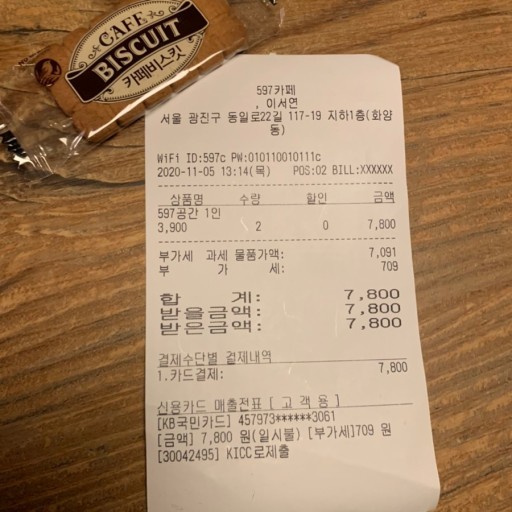 CAFE
BISCUIT
카페비스킷
597카페
, 이서연
서울 광진구 동일로22길 117-19 지하1층(화양
동)
WiFi ID:597c PW:010110010111c
2020-11-05 13:14(목) POS:02 BILL:XXXXXX
상품명 수량 할인 금액
597공간 1인
3,900 2 0 7,800
부가세 과세 물품가액: 7,091
부 가 세: 709
합 계: 7,800
받을금액: 7,800
받은금액: 7,800
결제수단별 결제내역
1.카드결제: 7,800
신용카드 매출전표 [ 고 객 용 ]
[KB국민카드] 457973******3061
[금액] 7,800 원(일시불) [부가세]709 원
[30042495] KICC로제출